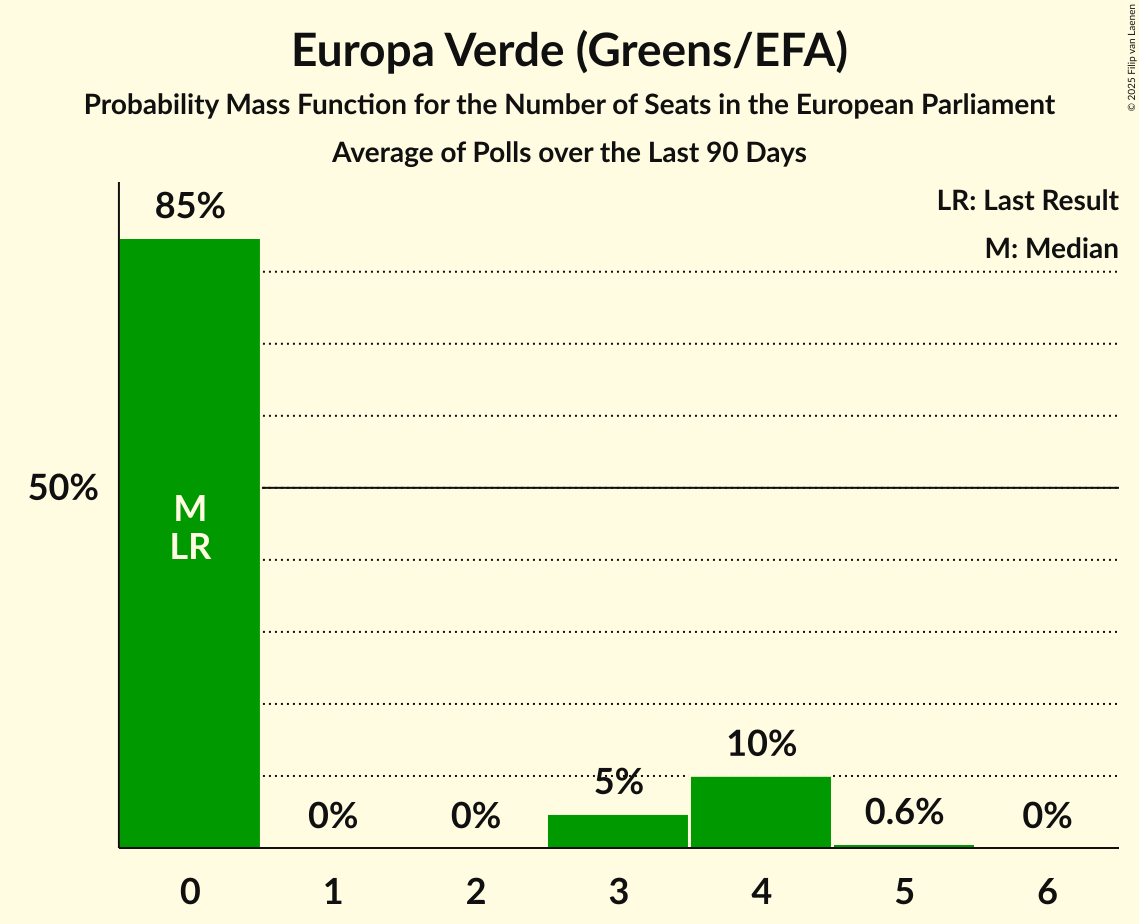 Europa Verde (Greens/EFA)
Probability Mass Function for the Number of Seats in the European Parliament
Average of Polls over the Last 90 Days
© 2025 Filip van Laenen
LR: Last Result
M: Median
85%
50%
M
LR
0%
0%
5%
10%
0.6%
0%
0
1
2
3
4
5
6